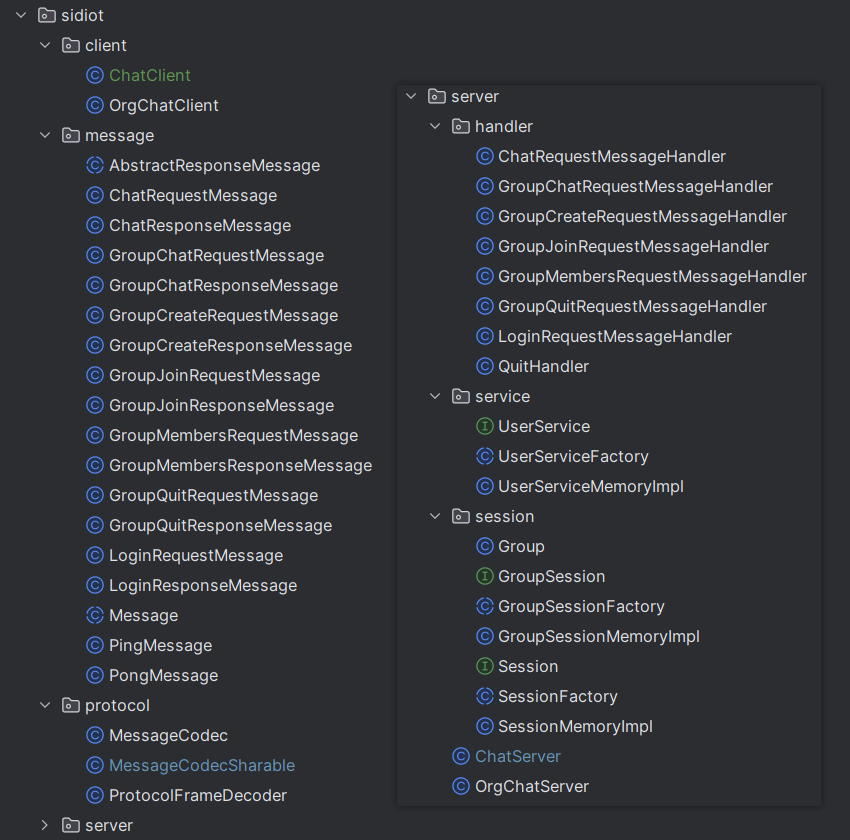 sidiot
client
ChatClient
OrgChatClient
message
AbstractResponseMessage
ChatRequestMessage
ChatResponseMessage
GroupChatRequestMessage
GroupChatResponseMessage
GroupCreateRequestMessage
GroupCreateResponseMessage
GroupJoinRequestMessage
GroupJoinResponseMessage
GroupMembersRequestMessage
GroupMembersResponseMessage
GroupQuitRequestMessage
GroupQuitResponseMessage
LoginRequestMessage
LoginResponseMessage
Message
PingMessage
PongMessage
protocol
MessageCodec
MessageCodecSharable
ProtocolFrameDecoder
server
server
handler
ChatRequestMessageHandler
GroupChatRequestMessageHandler
GroupCreateRequestMessageHandler
GroupJoinRequestMessageHandler
GroupMembersRequestMessageHandler
GroupQuitRequestMessageHandler
LoginRequestMessageHandler
QuitHandler
service
UserService
UserServiceFactory
UserServiceMemoryImpl
session
Group
GroupSession
GroupSessionFactory
GroupSessionMemoryImpl
Session
SessionFactory
SessionMemoryImpl
ChatServer
OrgChatServer